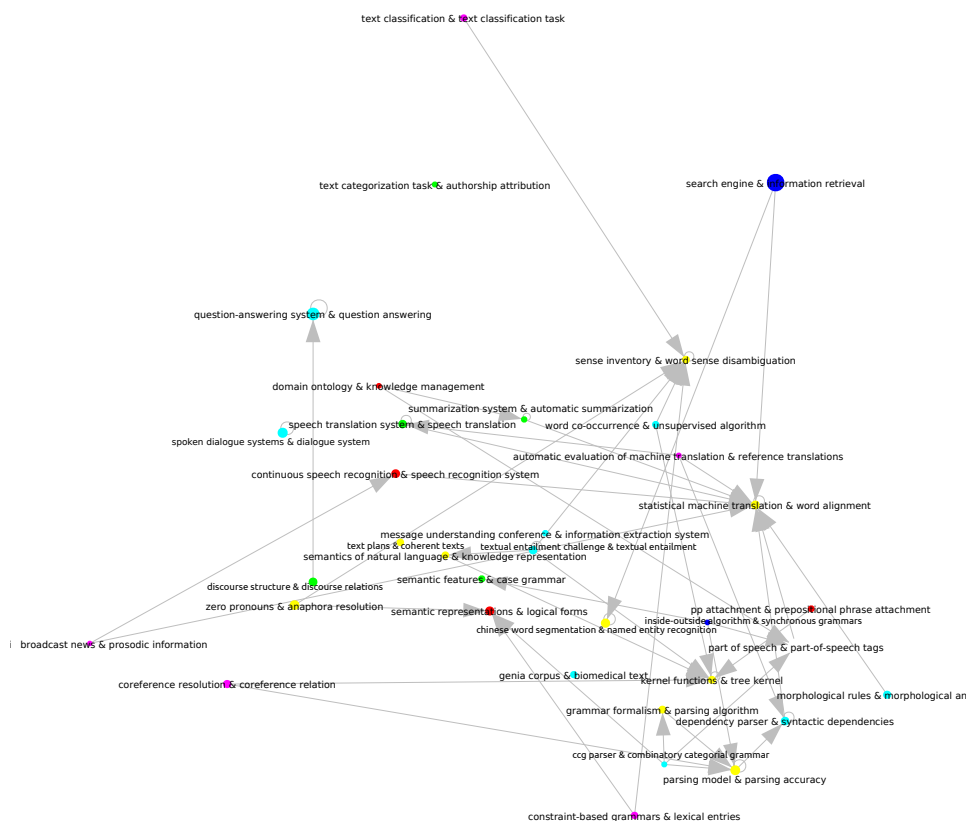 text classification & text classification task
text categorization task & authorship attribution
search engine & information retrieval
question-answering system & question answering
sense inventory & word sense disambiguation
domain ontology & knowledge management
summarization system & automatic summarization
speech translation system & speech translation
word co-occurrence & unsupervised algorithm
spoken dialogue systems & dialogue system
automatic evaluation of machine translation & reference translations
continuous speech recognition & speech recognition system
statistical machine translation & word alignment
message understanding conference & information extraction system
text plans & coherent texts
textual entailment challenge & textual entailment
semantics of natural language & knowledge representation
semantic features & case grammar
discourse structure & discourse relations
zero pronouns & anaphora resolution
semantic representations & logical forms
pp attachment & prepositional phrase attachment
inside-outside algorithm & synchronous grammars
chinese word segmentation & named entity recognition
broadcast news & prosodic information
part of speech & part-of-speech tags
genia corpus & biomedical text
kernel functions & tree kernel
coreference resolution & coreference relation
morphological rules & morphological an
grammar formalism & parsing algorithm
dependency parser & syntactic dependencies
ccg parser & combinatory categorial grammar
parsing model & parsing accuracy
constraint-based grammars & lexical entries